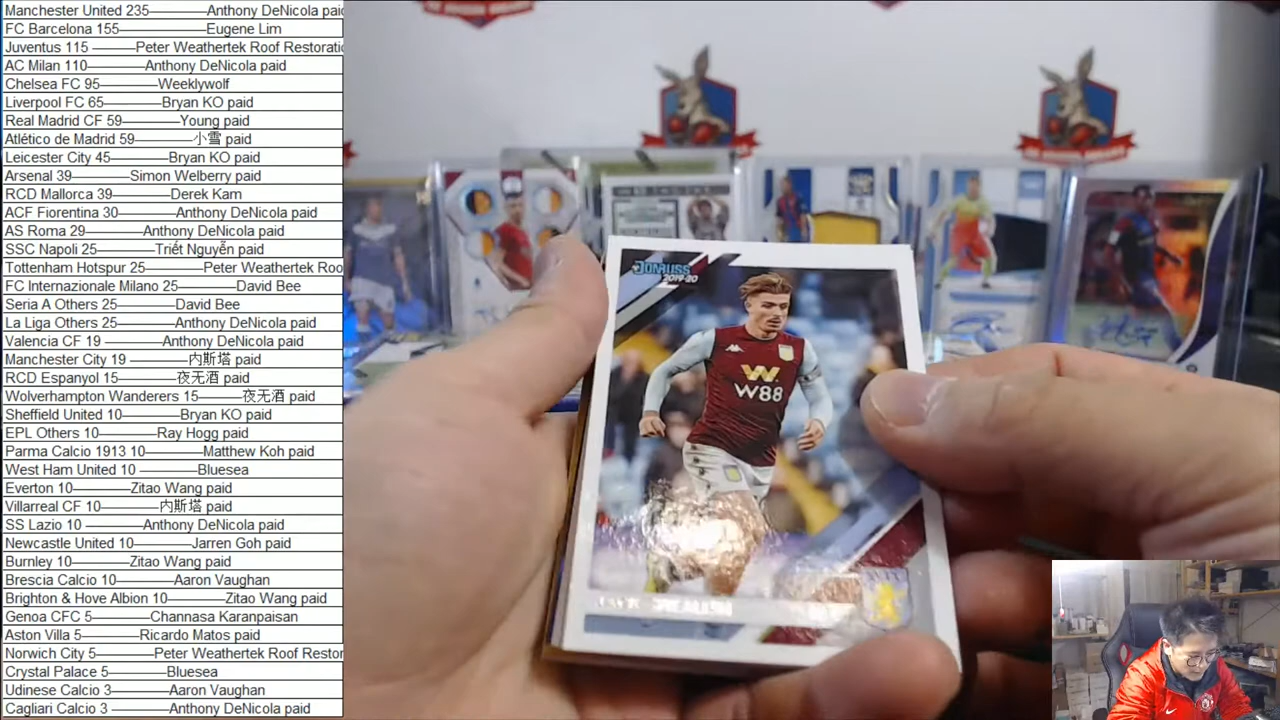 Manchester United 235————Anthony DeNicola paid
FC Barcelona 155————Eugene Lim
Juventus 115 ————Peter Weathertek Roof Restorati
AC Milan 110————Anthony DeNicola paid
Chelsea FC 95————Weeklywolf
Liverpool FC 65————Bryan KO paid
Real Madrid CF 59————Young paid
Atlético de Madrid 59————小雪 paid
Leicester City 45————Bryan KO paid
Arsenal 39————Simon Welberry paid
RCD Mallorca 39————Derek Kam
ACF Fiorentina 30————Anthony DeNicola paid
AS Roma 29————Anthony DeNicola paid
SSC Napoli 25————Triết Nguyễn paid
Tottenham Hotspur 25————Peter Weathertek Roo
FC Internazionale Milano 25————David Bee
Seria A Others 25————David Bee
La Liga Others 25————Anthony DeNicola paid
Valencia CF 19 ————Anthony DeNicola paid
Manchester City 19 ————内斯塔 paid
RCD Espanyol 15————夜无酒 paid
Wolverhampton Wanderers 15————夜无酒 paid
Sheffield United 10————Bryan KO paid
EPL Others 10————Ray Hogg paid
Parma Calcio 1913 10————Matthew Koh paid
West Ham United 10 ————Bluesea
Everton 10————Zitao Wang paid
Villarreal CF 10————内斯塔 paid
SS Lazio 10 ————Anthony DeNicola paid
Newcastle United 10————Jarren Goh paid
Burnley 10————Zitao Wang paid
Brescia Calcio 10————Aaron Vaughan
Brighton & Hove Albion 10————Zitao Wang paid
Genoa CFC 5————Channasa Karanpaisan
Aston Villa 5————Ricardo Matos paid
Norwich City 5————Peter Weathertek Roof Restor
Crystal Palace 5————Bluesea
Udinese Calcio 3————Aaron Vaughan
Cagliari Calcio 3————Anthony DeNicola paid
DONRUSS
2019-20
W88